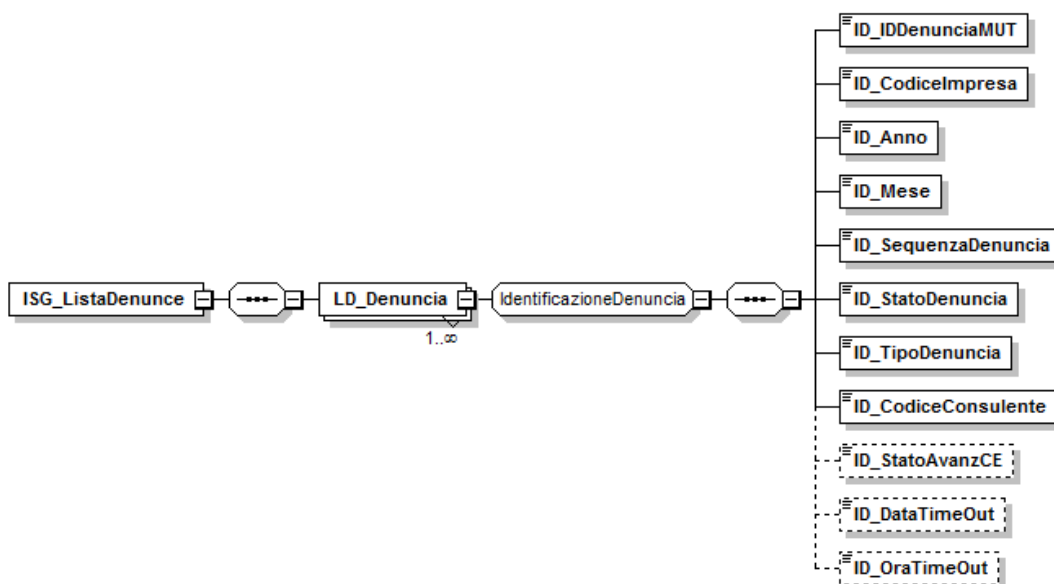 ID_IDDenunciaMUT
ID_CodiceImpresa
ID_Anno
ID_Mese
ID_SequenzaDenuncia
ISG_ListaDenunce
LD_Denuncia
IdentificazioneDenuncia
ID_StatoDenuncia
1..∞
ID_TipoDenuncia
ID_CodiceConsulente
ID_StatoAvanzCE
ID_DataTimeOut
ID_OraTimeOut